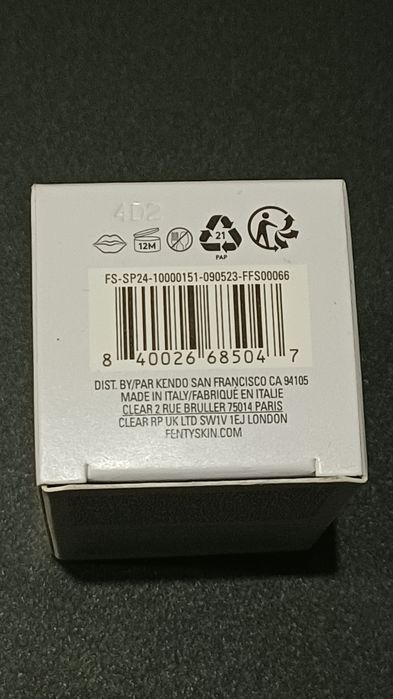 4D2
12M
21
PAP
FS-SP24-10000151-090523-FFS00066
8 40026 68504 7
DIST. BY/PAR KENDO SAN FRANCISCO CA 94105
MADE IN ITALY/FABRIQUÉ EN ITALIE
CLEAR 2 RUE BRULLER 75014 PARIS
CLEAR RP UK LTD SW1V 1EJ LONDON
FENTYSKIN.COM